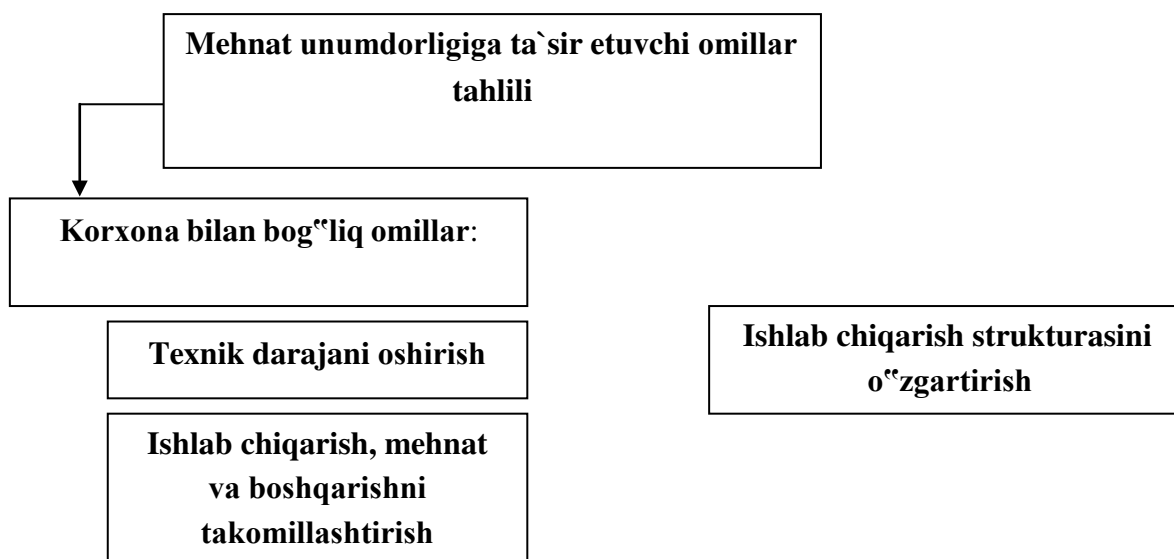 Mehnat unumdorligiga ta`sir etuvchi omillar
tahlili
Korxona bilan bog‟liq omillar:
Texnik darajani oshirish
Ishlab chiqarish strukturasini
o‟zgartirish
Ishlab chiqarish, mehnat
va boshqarishni
takomillashtirish